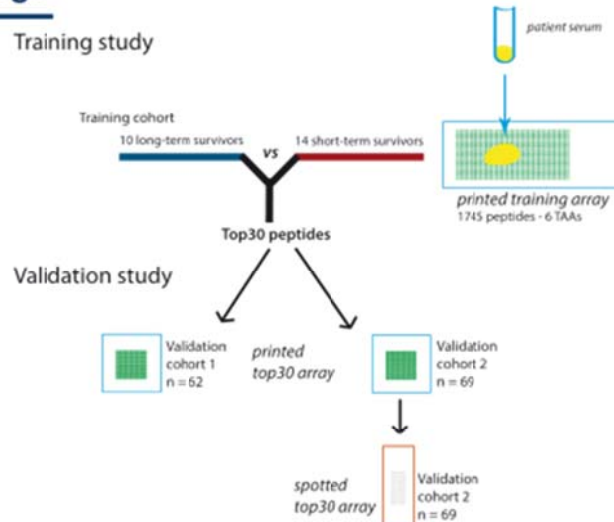 Training study
patient serum
Training cohort
10 long-term survivors
vs
14 short-term survivors
printed training array
1745 peptides - 6 TAAs
Top30 peptides
Validation study
Validation
cohort 1
n = 62
printed
top30 array
Validation
cohort 2
n = 69
spotted
top30 array
Validation
cohort 2
n = 69